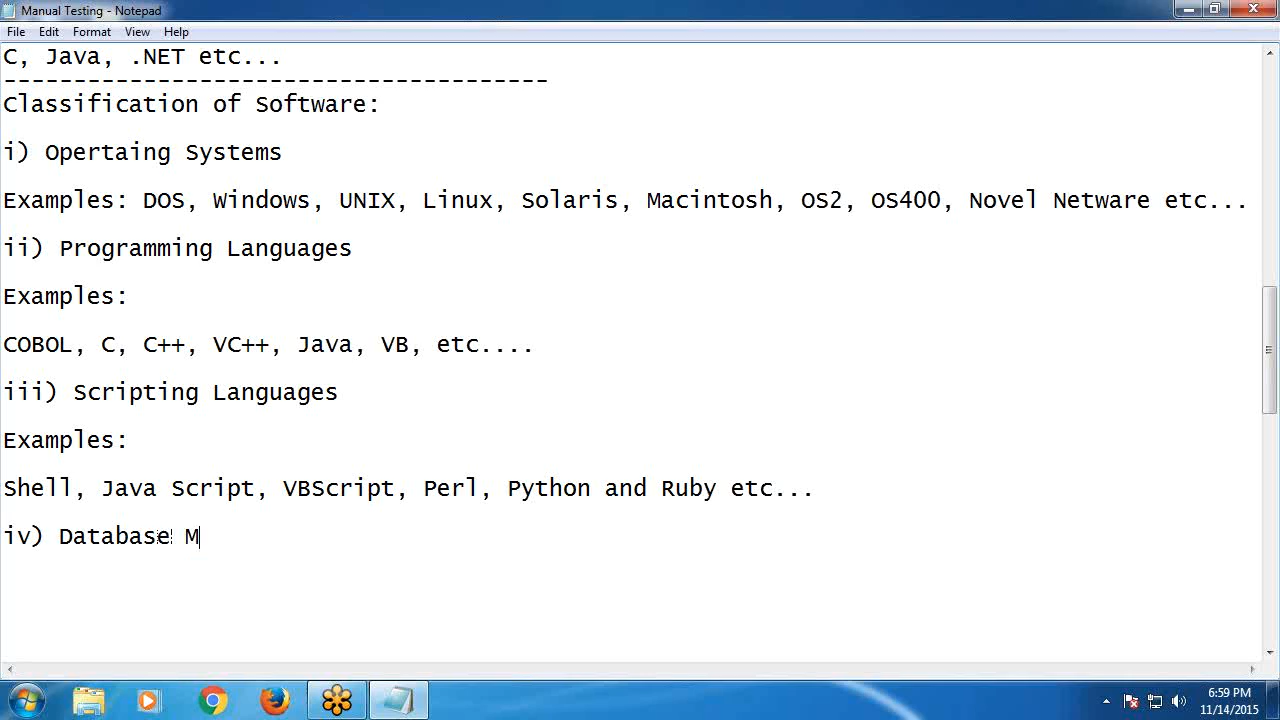 Manual Testing - Notepad
File Edit Format View Help
C, Java, .NET etc...
---------------------------------------
Classification of Software:
i) Opertaing Systems
Examples: DOS, Windows, UNIX, Linux, Solaris, Macintosh, OS2, OS400, Novel Netware etc...
ii) Programming Languages
Examples:
COBOL, C, C++, VC++, Java, VB, etc....
iii) Scripting Languages
Examples:
Shell, Java Script, VBScript, Perl, Python and Ruby etc...
iv) Database M
6:59 PM
11/14/2015